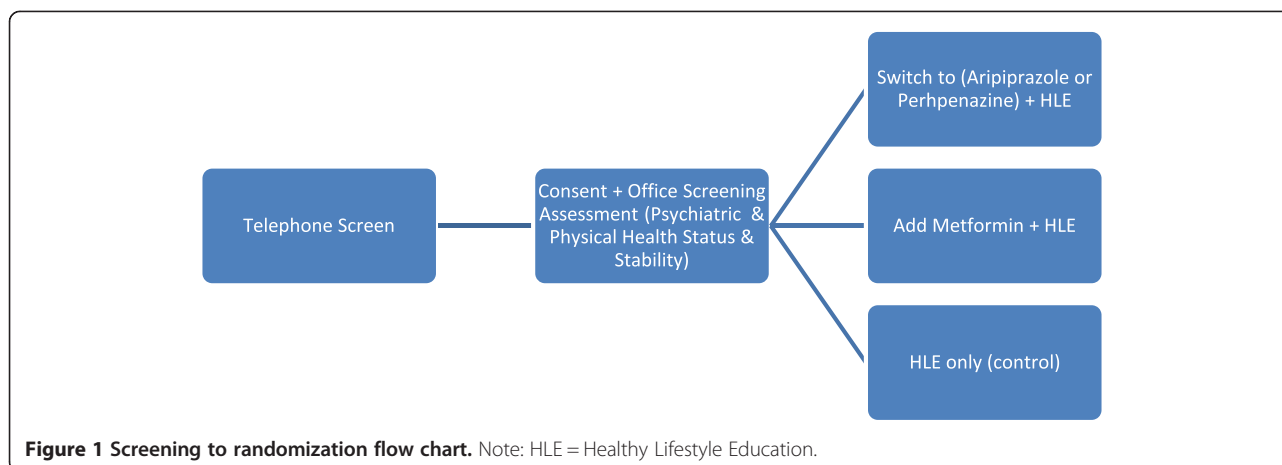 Telephone Screen
Consent + Office Screening
Assessment (Psychiatric &
Physical Health Status &
Stability)
Switch to (Aripiprazole or
Perhpenazine) + HLE
Add Metformin + HLE
HLE only (control)
Figure 1 Screening to randomization flow chart. Note: HLE = Healthy Lifestyle Education.